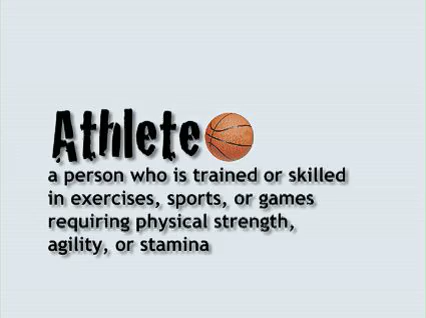 Athlete
a person who is trained or skilled
in exercises, sports, or games
requiring physical strength,
agility, or stamina